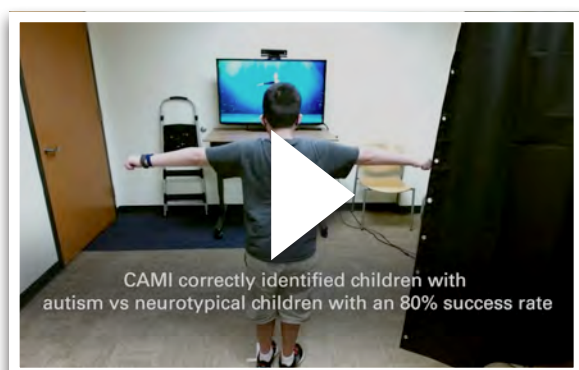 CAMI correctly identified children with
autism vs neurotypical children with an 80% success rate